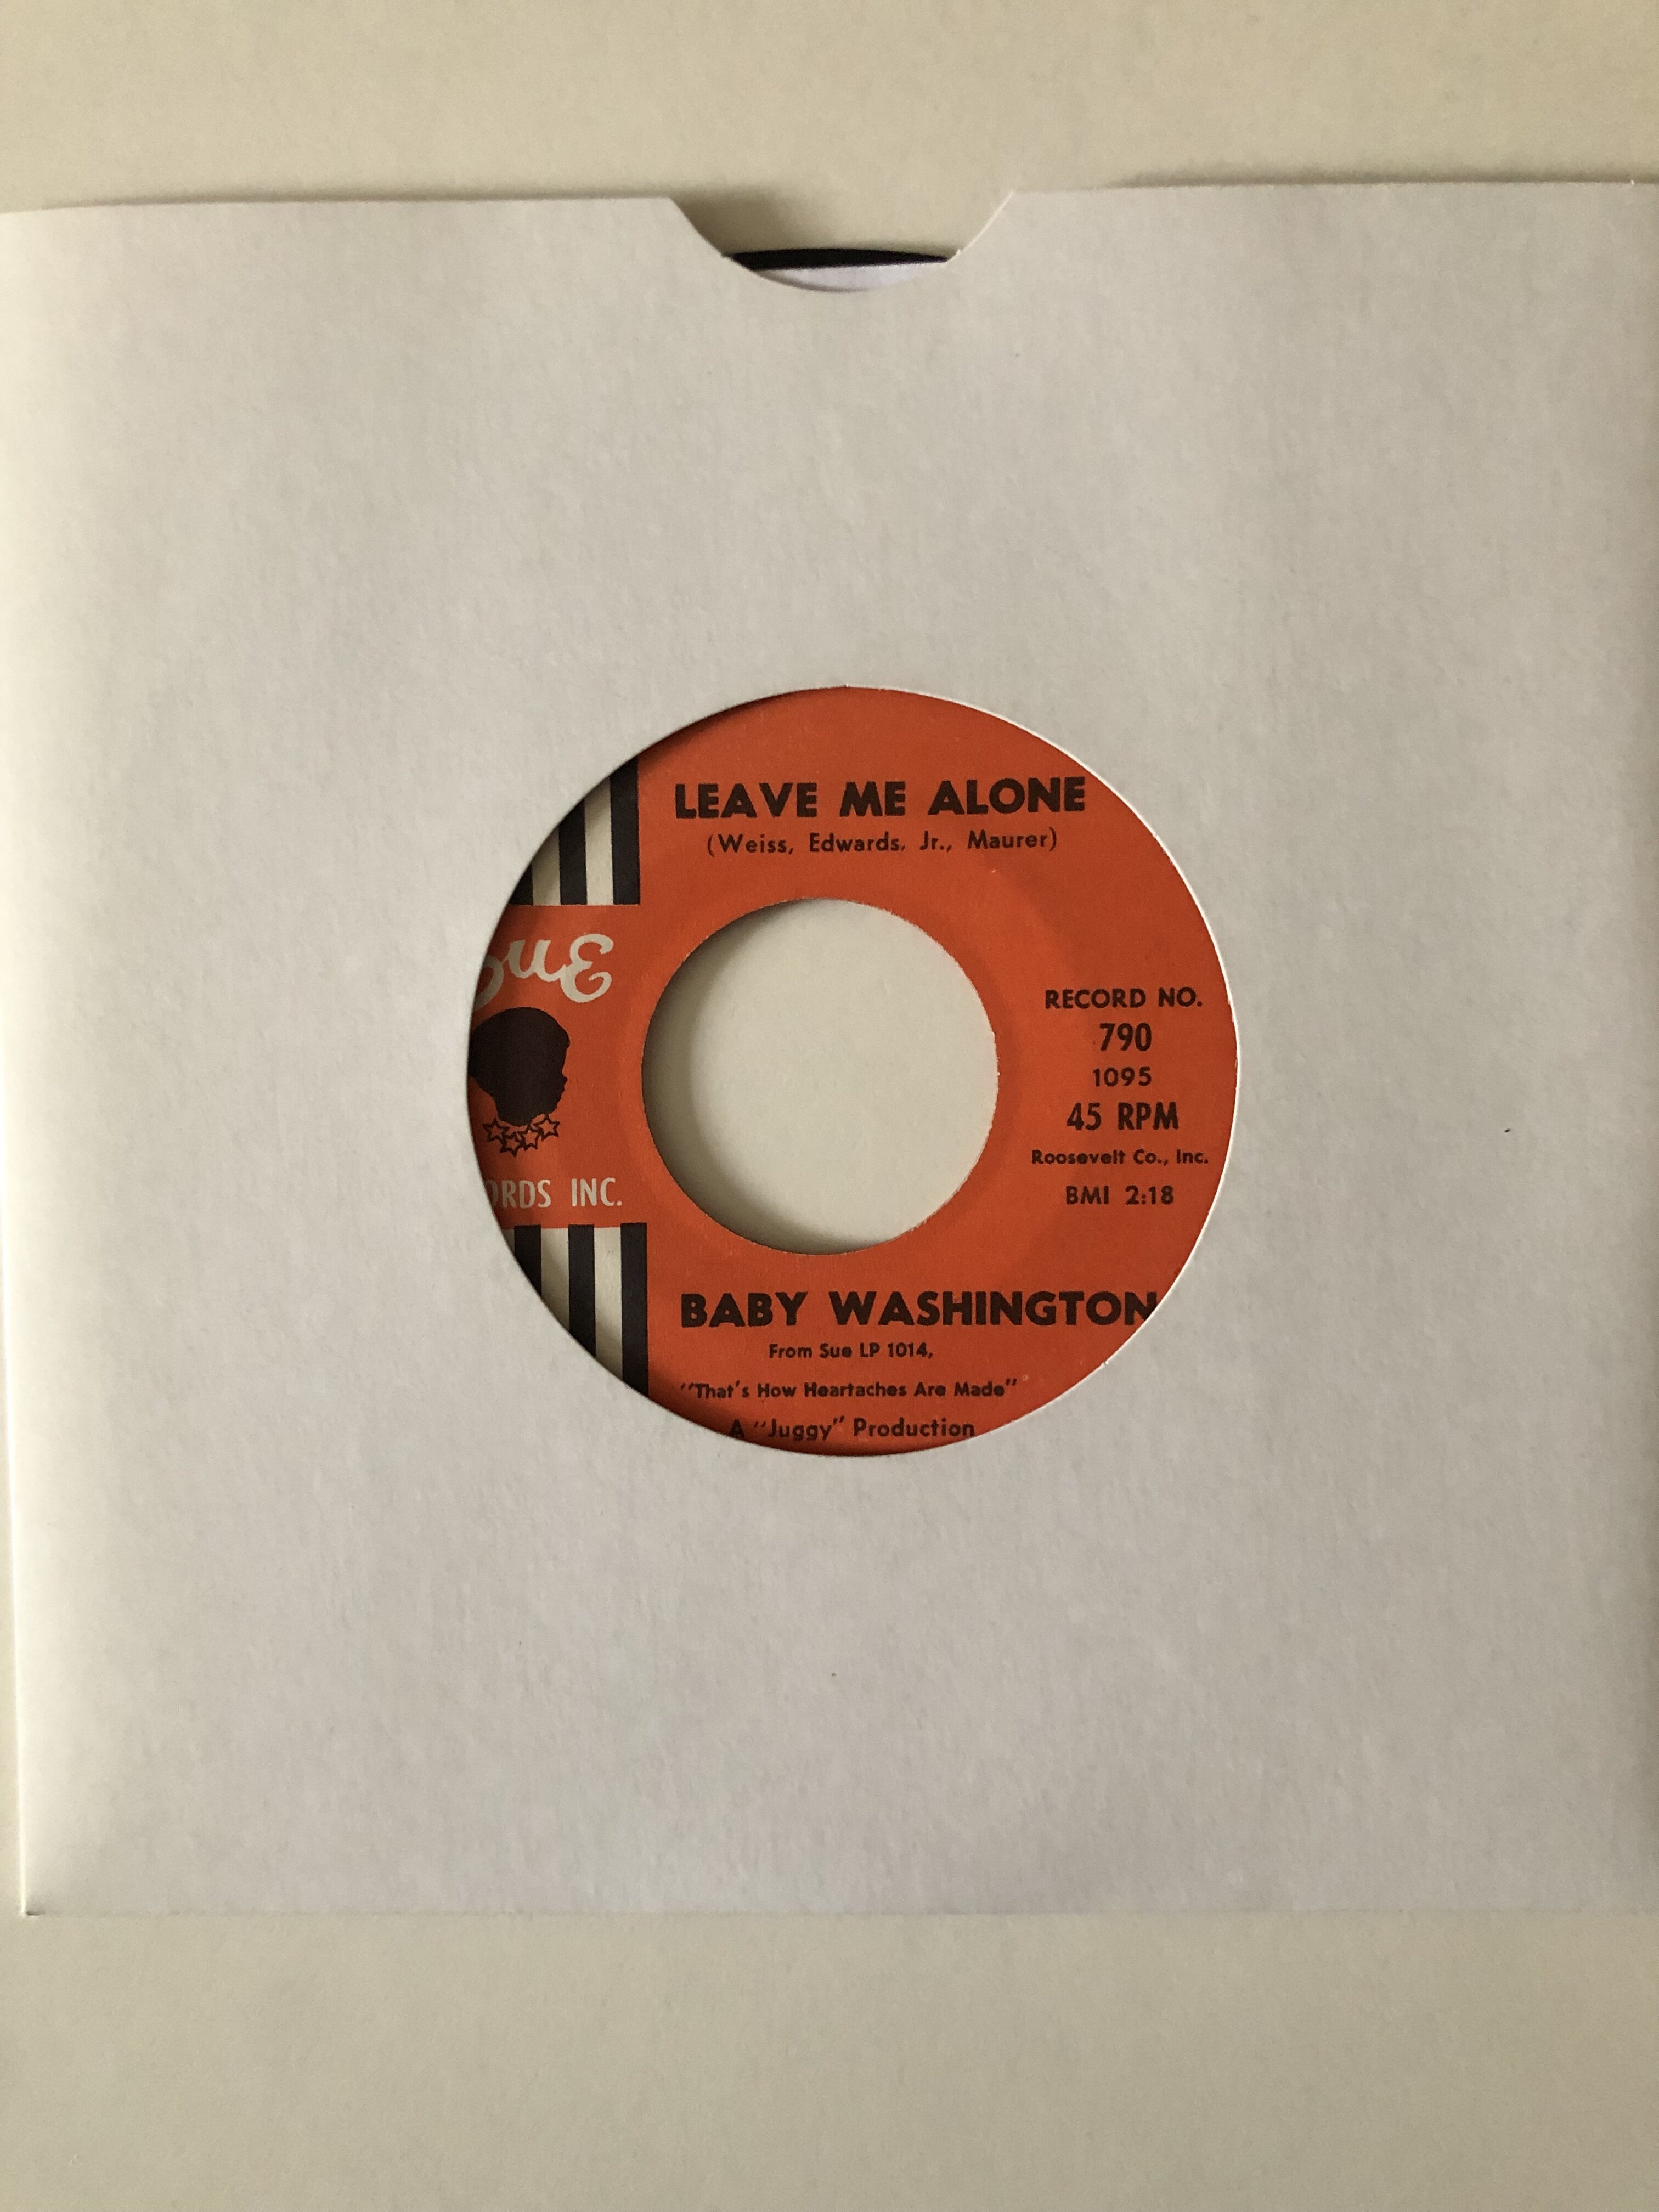 LEAVE ME ALONE
(Weiss, Edwards, Jr., Maurer)
SuE
ORDS INC.
RECORD NO.
790
1095
45 RPM
Roosevelt Co., Inc.
BMI 2:18
BABY WASHINGTON
From Sue LP 1014,
"That's How Heartaches Are Made"
A "Juggy" Production